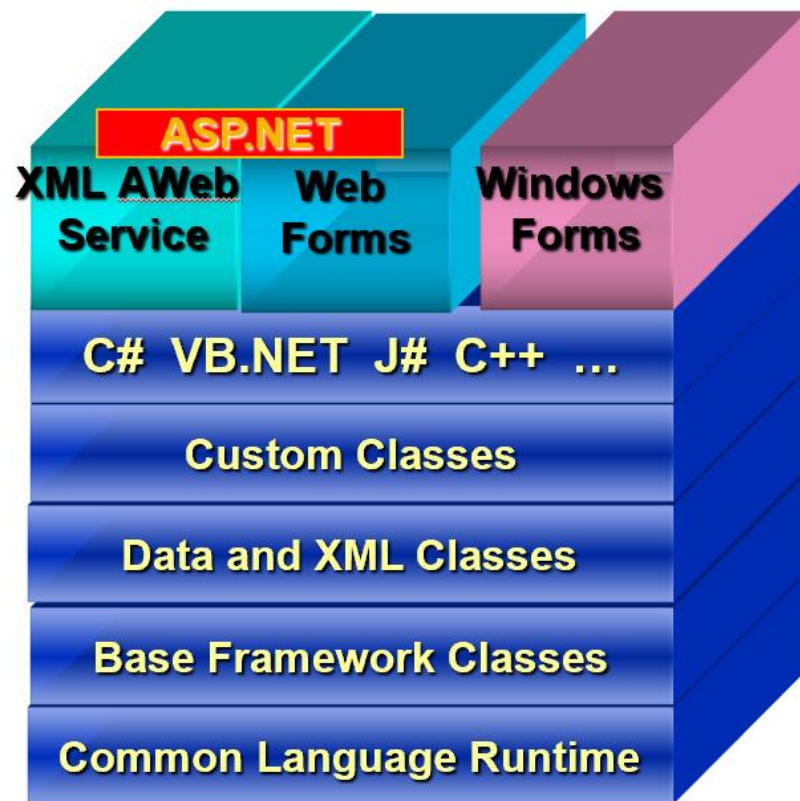 ASP.NET
XML AWeb
Service
Web
Forms
Windows
Forms
C# VB.NET J# C++ ...
Custom Classes
Data and XML Classes
Base Framework Classes
Common Language Runtime